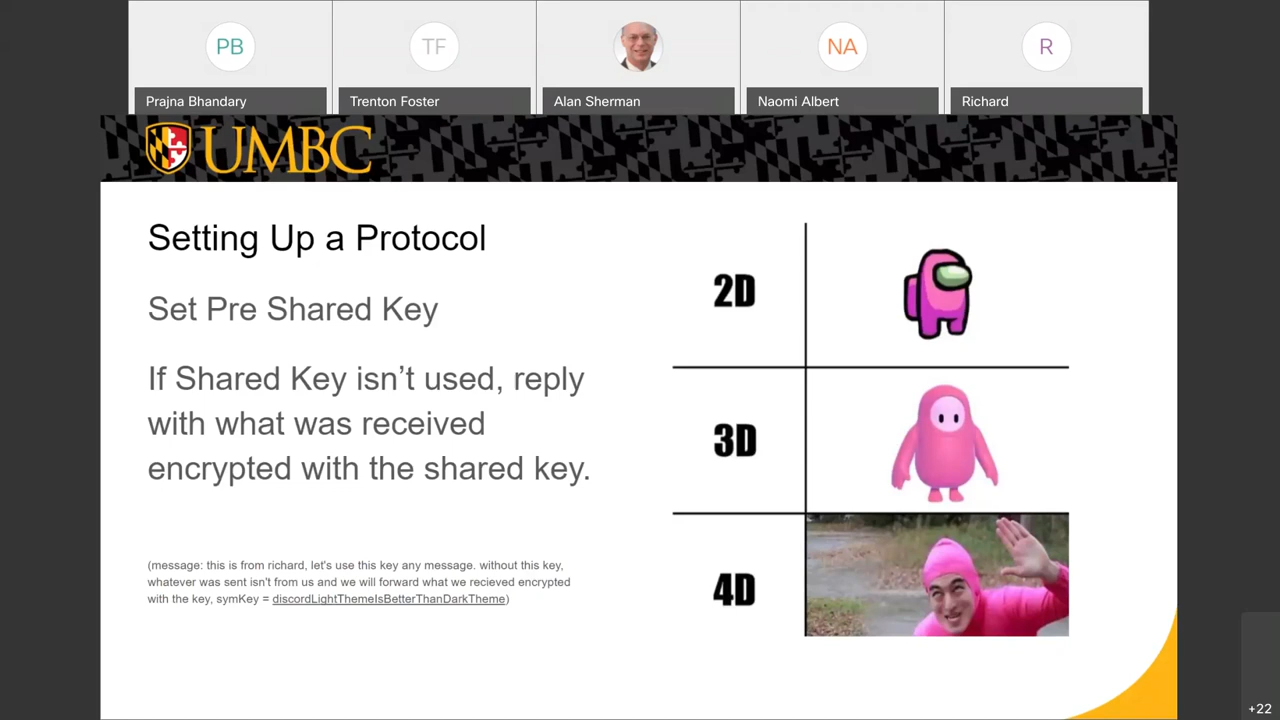 PB
TF
NA
R
Prajna Bhandary
Trenton Foster
Alan Sherman
Naomi Albert
Richard
UMBC
Setting Up a Protocol
Set Pre Shared Key
If Shared Key isn't used, reply
with what was received
encrypted with the shared key.
(message: this is from richard, let's use this key any message. without this key,
whatever was sent isn't from us and we will forward what we recieved encrypted
with the key, symKey = discordLightThemeIsBetterThanDarkTheme)
2D
3D
4D
+22